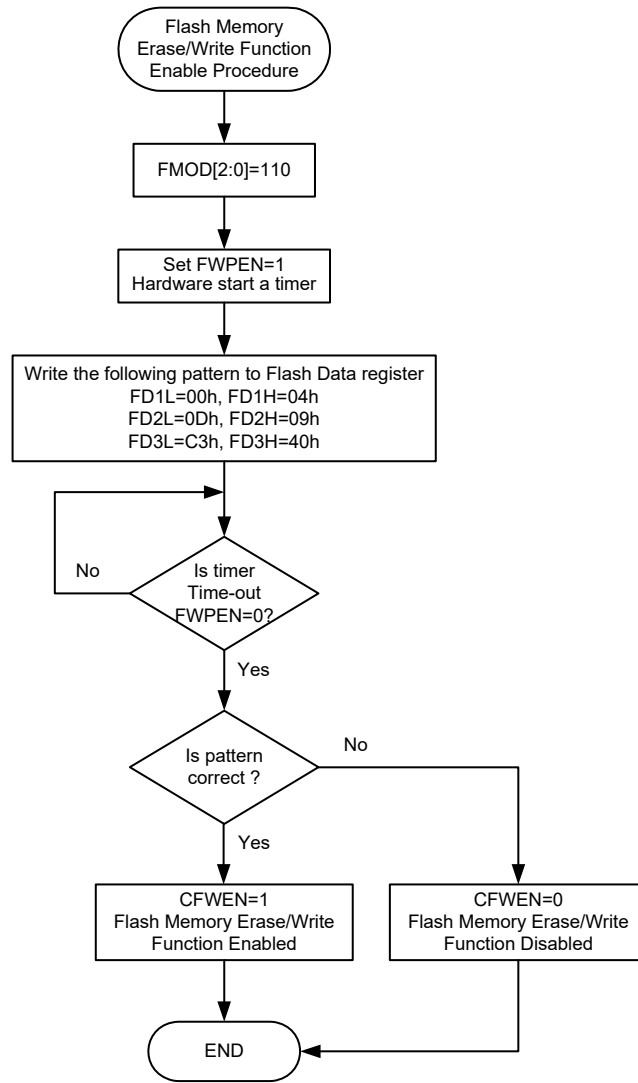 Flash Memory
Erase/Write Function
Enable Procedure
FMOD[2:0]=110
Set FWPEN=1
Hardware start a timer
Write the following pattern to Flash Data register
FD1L=00h, FD1H=04h
FD2L=0Dh, FD2H=09h
FD3L=C3h, FD3H=40h
No
Is timer
Time-out
FWPEN=0?
Yes
Is pattern
correct ?
No
Yes
CFWEN=1
Flash Memory Erase/Write
Function Enabled
CFWEN=0
Flash Memory Erase/Write
Function Disabled
END